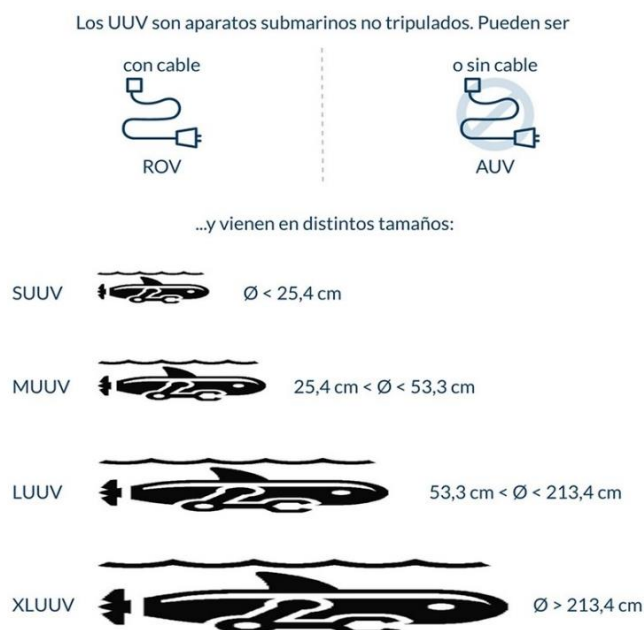 Los UUV son aparatos submarinos no tripulados. Pueden ser
con cable
o sin cable
ROV
AUV
...y vienen en distintos tamaños:
SUUV Ø < 25,4 cm
MUUV 25,4 cm < Ø < 53,3 cm
LUUV 53,3 cm < Ø < 213,4 cm
XLUUV Ø > 213,4 cm